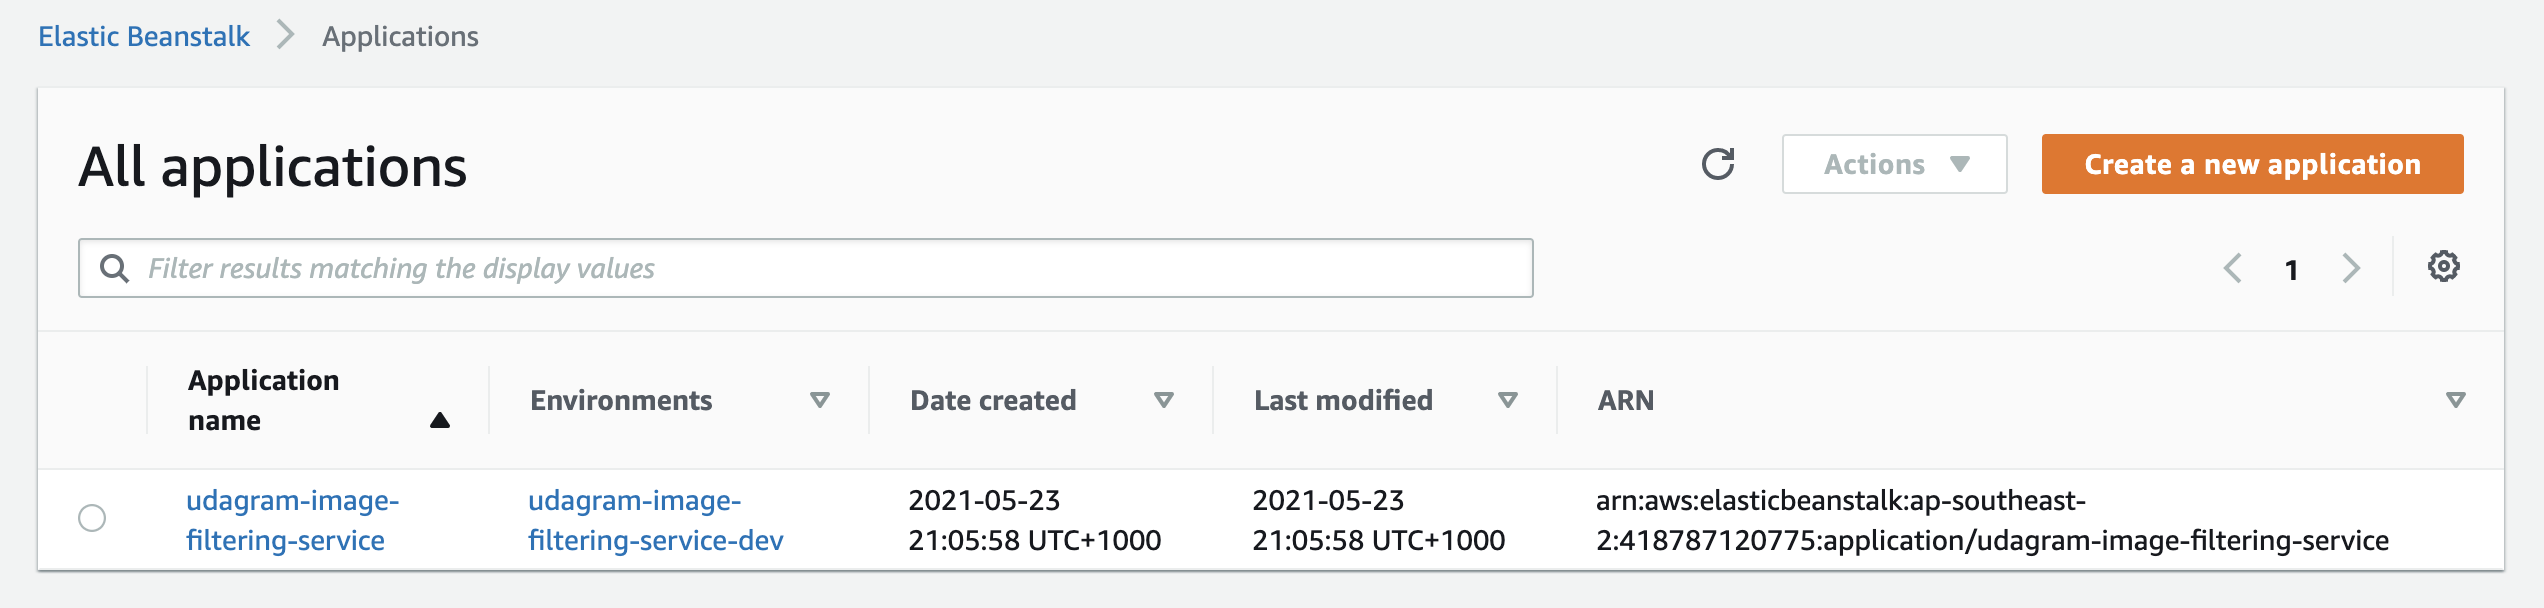 Elastic Beanstalk
Applications
All applications
Actions
Create a new application
Filter results matching the display values
1
Application
name
Environments
Date created
Last modified
ARN
udagram-image-
filtering-service
udagram-image-
filtering-service-dev
2021-05-23
21:05:58 UTC+1000
2021-05-23
21:05:58 UTC+1000
arn:aws:elasticbeanstalk:ap-southeast-
2:418787120775:application/udagram-image-filtering-service